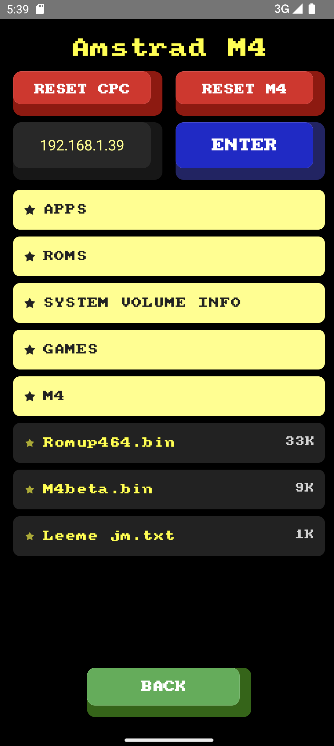 5:39 3G
Amstrad M4
RESET CPC RESET M4
192.168.1.39 ENTER
APPS
ROMS
SYSTEM VOLUME INFO
GAMES
M4
Romup464.bin 33K
M4beta.bin 9K
Leeme jm.txt 1K
BACK